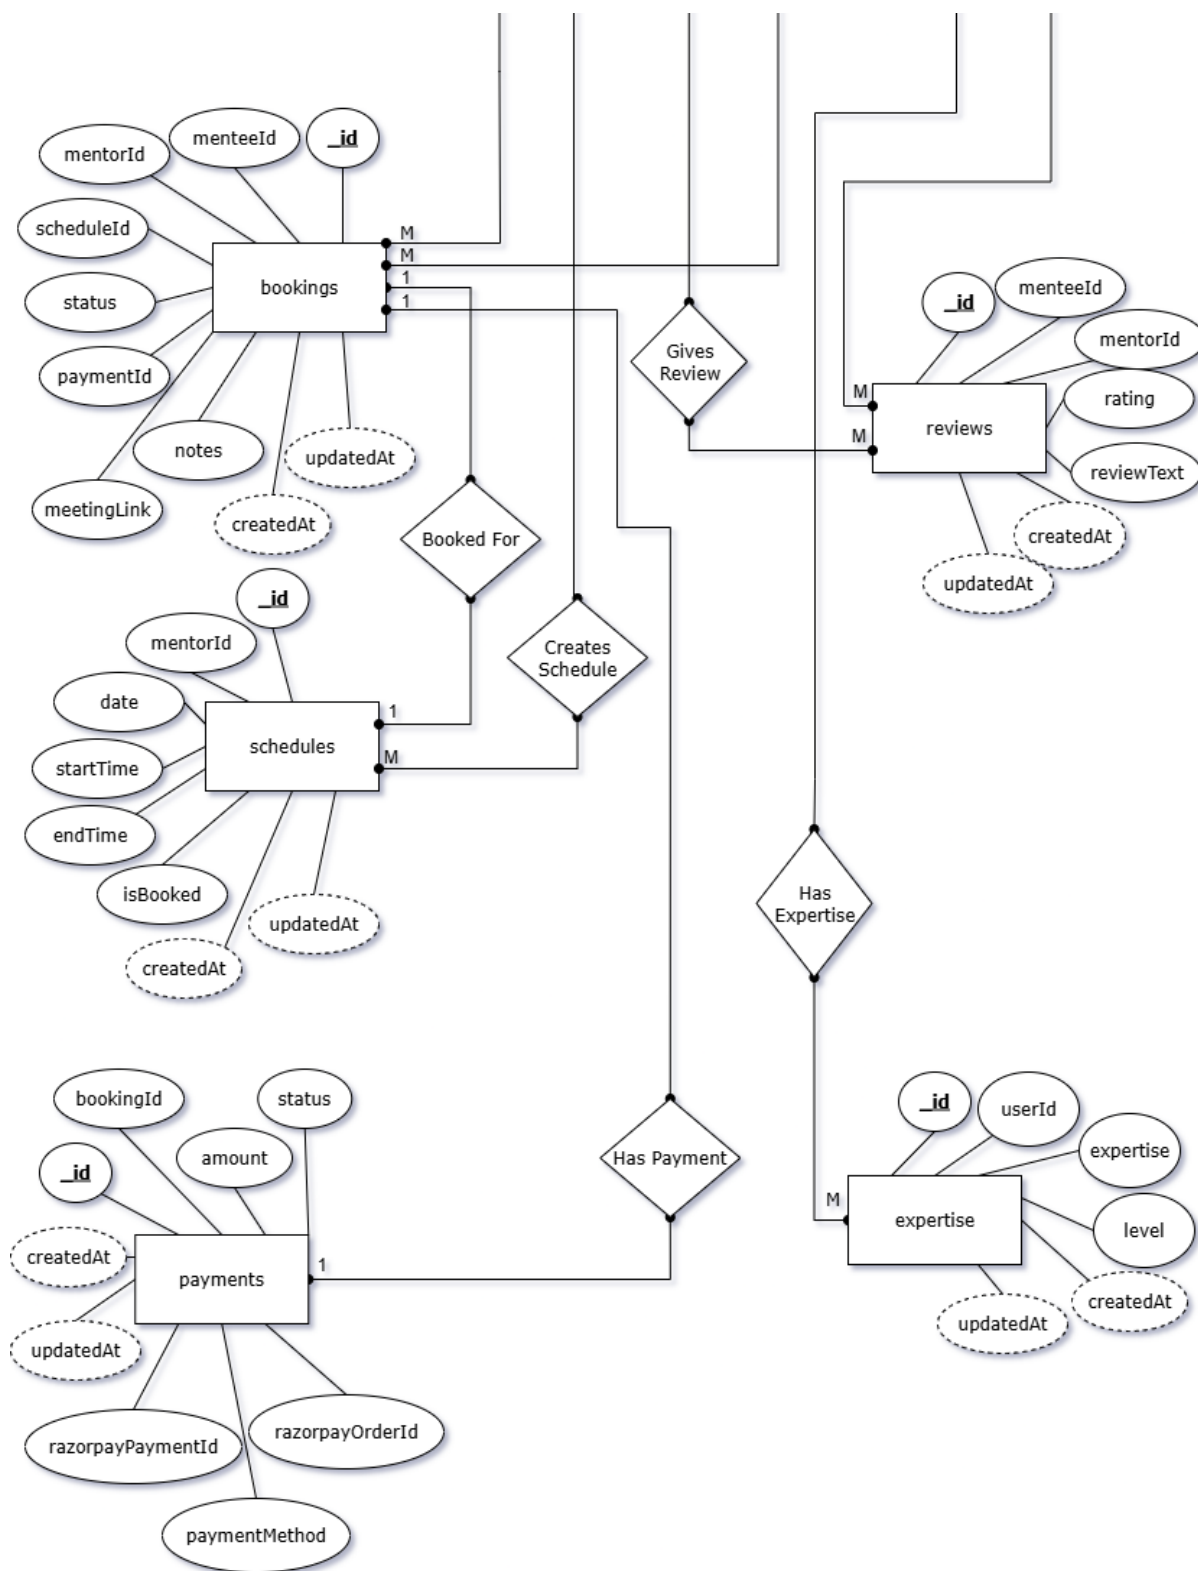 _id
menteeId
mentorId
scheduleId
status
paymentId
meetingLink
notes
createdAt
updatedAt
bookings
M
M
1
1
Gives
Review
_id
menteeId
mentorId
rating
reviewText
createdAt
updatedAt
reviews
M
M
Booked For
Creates
Schedule
_id
mentorId
date
startTime
endTime
isBooked
createdAt
updatedAt
schedules
1
M
Has
Expertise
bookingId
status
_id
amount
createdAt
updatedAt
payments
razorpayPaymentId
razorpayOrderId
paymentMethod
1
Has Payment
_id
userId
expertise
level
createdAt
updatedAt
expertise
M